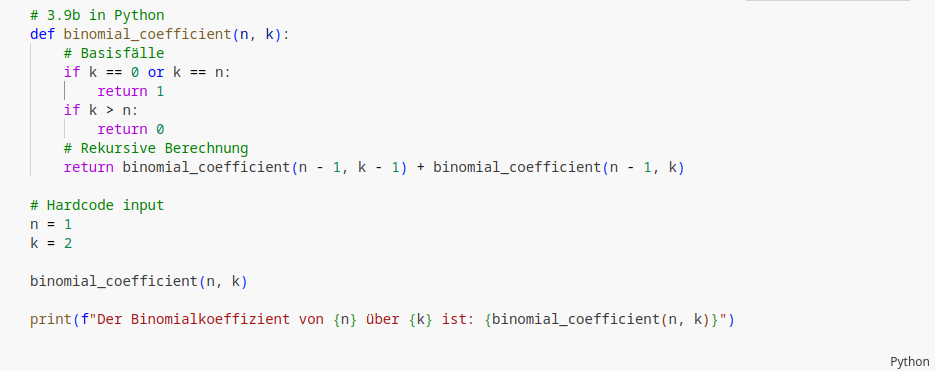 # 3.9b in Python
def binomial_coefficient(n, k):
    # Basisfälle
    if k == 0 or k == n:
        return 1
    if k > n:
        return 0
    # Rekursive Berechnung
    return binomial_coefficient(n - 1, k - 1) + binomial_coefficient(n - 1, k)

# Hardcode input
n = 1
k = 2

binomial_coefficient(n, k)

print(f"Der Binomialkoeffizient von {n} über {k} ist: {binomial_coefficient(n, k)}")
Python